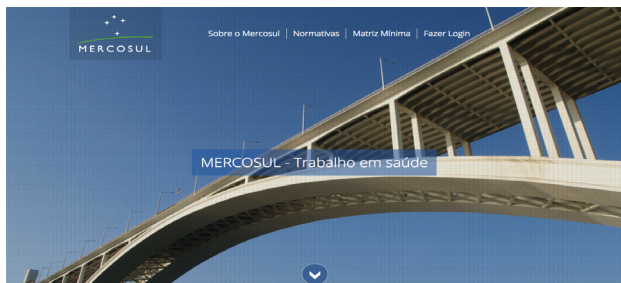 MERCOSUL
Sobre o Mercosul | Normativas | Matriz Mínima | Fazer Login
MERCOSUL - Trabalho em saúde